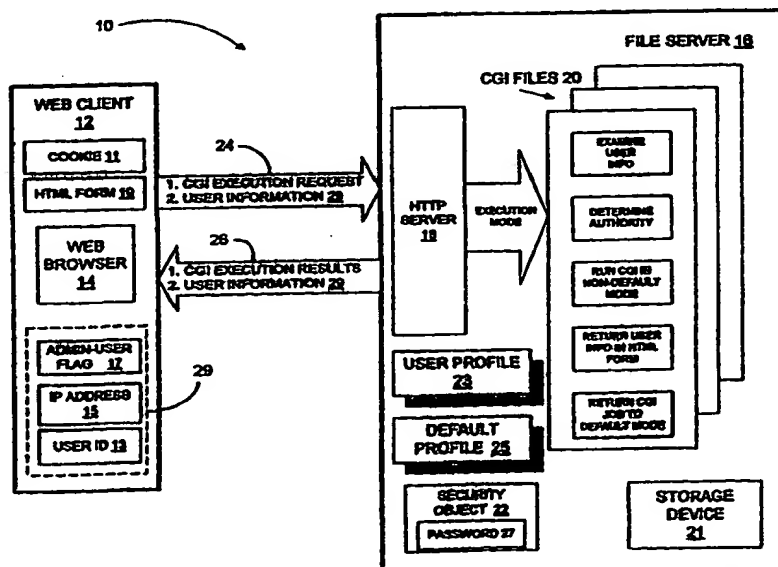 10
WEB CLIENT
12
COOKIE 11
HTML FORM 19
WEB
BROWSER
14
ADMIN-USER
FLAG 17
IP ADDRESS
15
USER ID 13
29
24
1. CGI EXECUTION REQUEST
2. USER INFORMATION 29
26
1. CGI EXECUTION RESULTS
2. USER INFORMATION 29
FILE SERVER 16
CGI FILES 20
HTTP
SERVER
18
EXECUTION
MODE
EXAMINE
USER
INFO
DETERMINE
AUTHORITY
RUN CGI IN
NON-DEFAULT
MODE
RETURN USER
INFO IN HTML
FORM
RETURN CGI
JOB TO
DEFAULT MODE
USER PROFILE
23
DEFAULT
PROFILE 25
SECURITY
OBJECT 22
PASSWORD 27
STORAGE
DEVICE
21